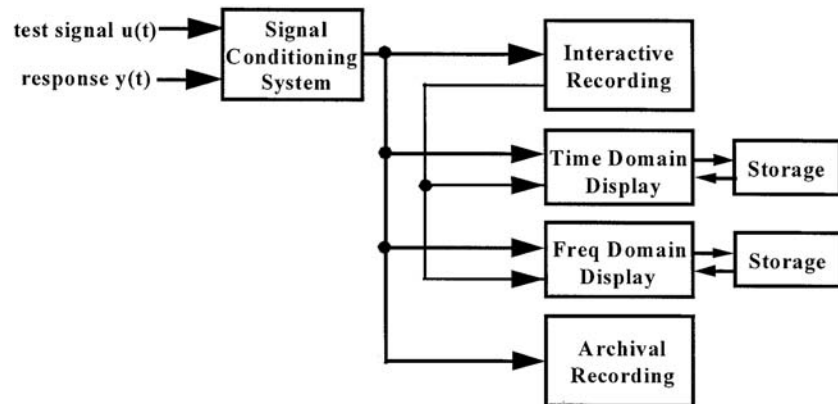 test signal u(t)
response y(t)
Signal
Conditioning
System
Interactive
Recording
Time Domain
Display
Storage
Freq Domain
Display
Storage
Archival
Recording